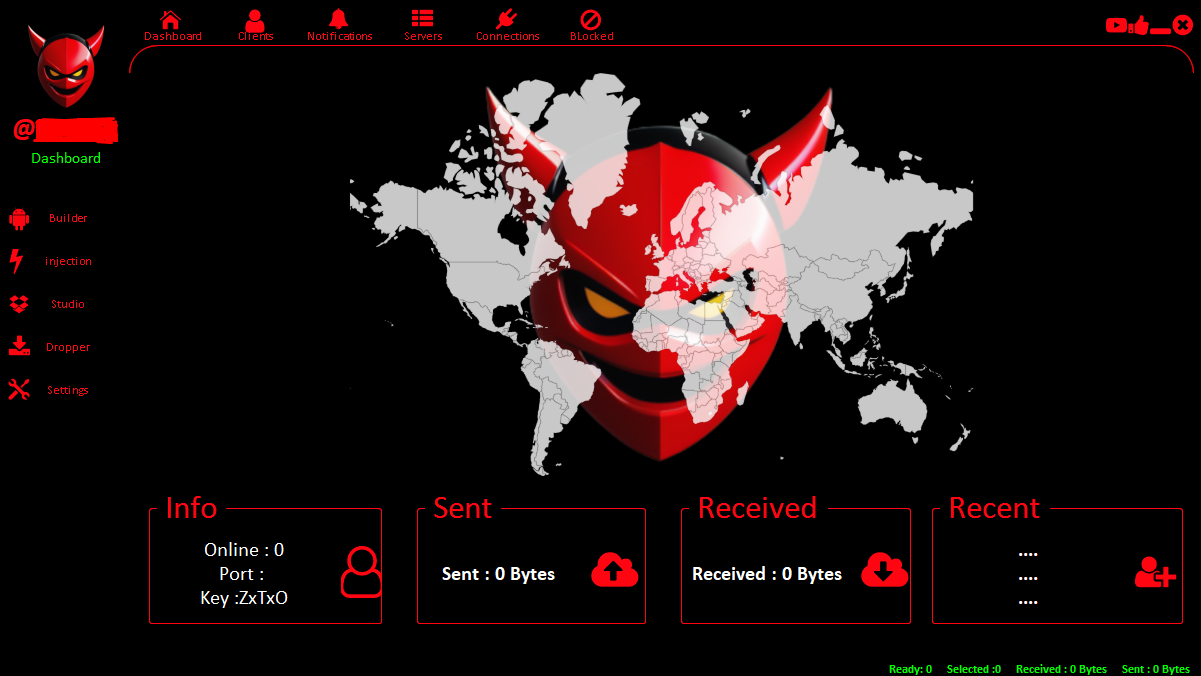 Dashboard Clients Notifications Servers Connections BLocked
@
Dashboard
Builder
injection
Studio
Dropper
Settings
Info
Online : 0
Port :
Key :ZxTxO
Sent
Sent : 0 Bytes
Received
Received : 0 Bytes
Recent
....
....
....
Ready: 0 Selected :0 Received : 0 Bytes Sent : 0 Bytes